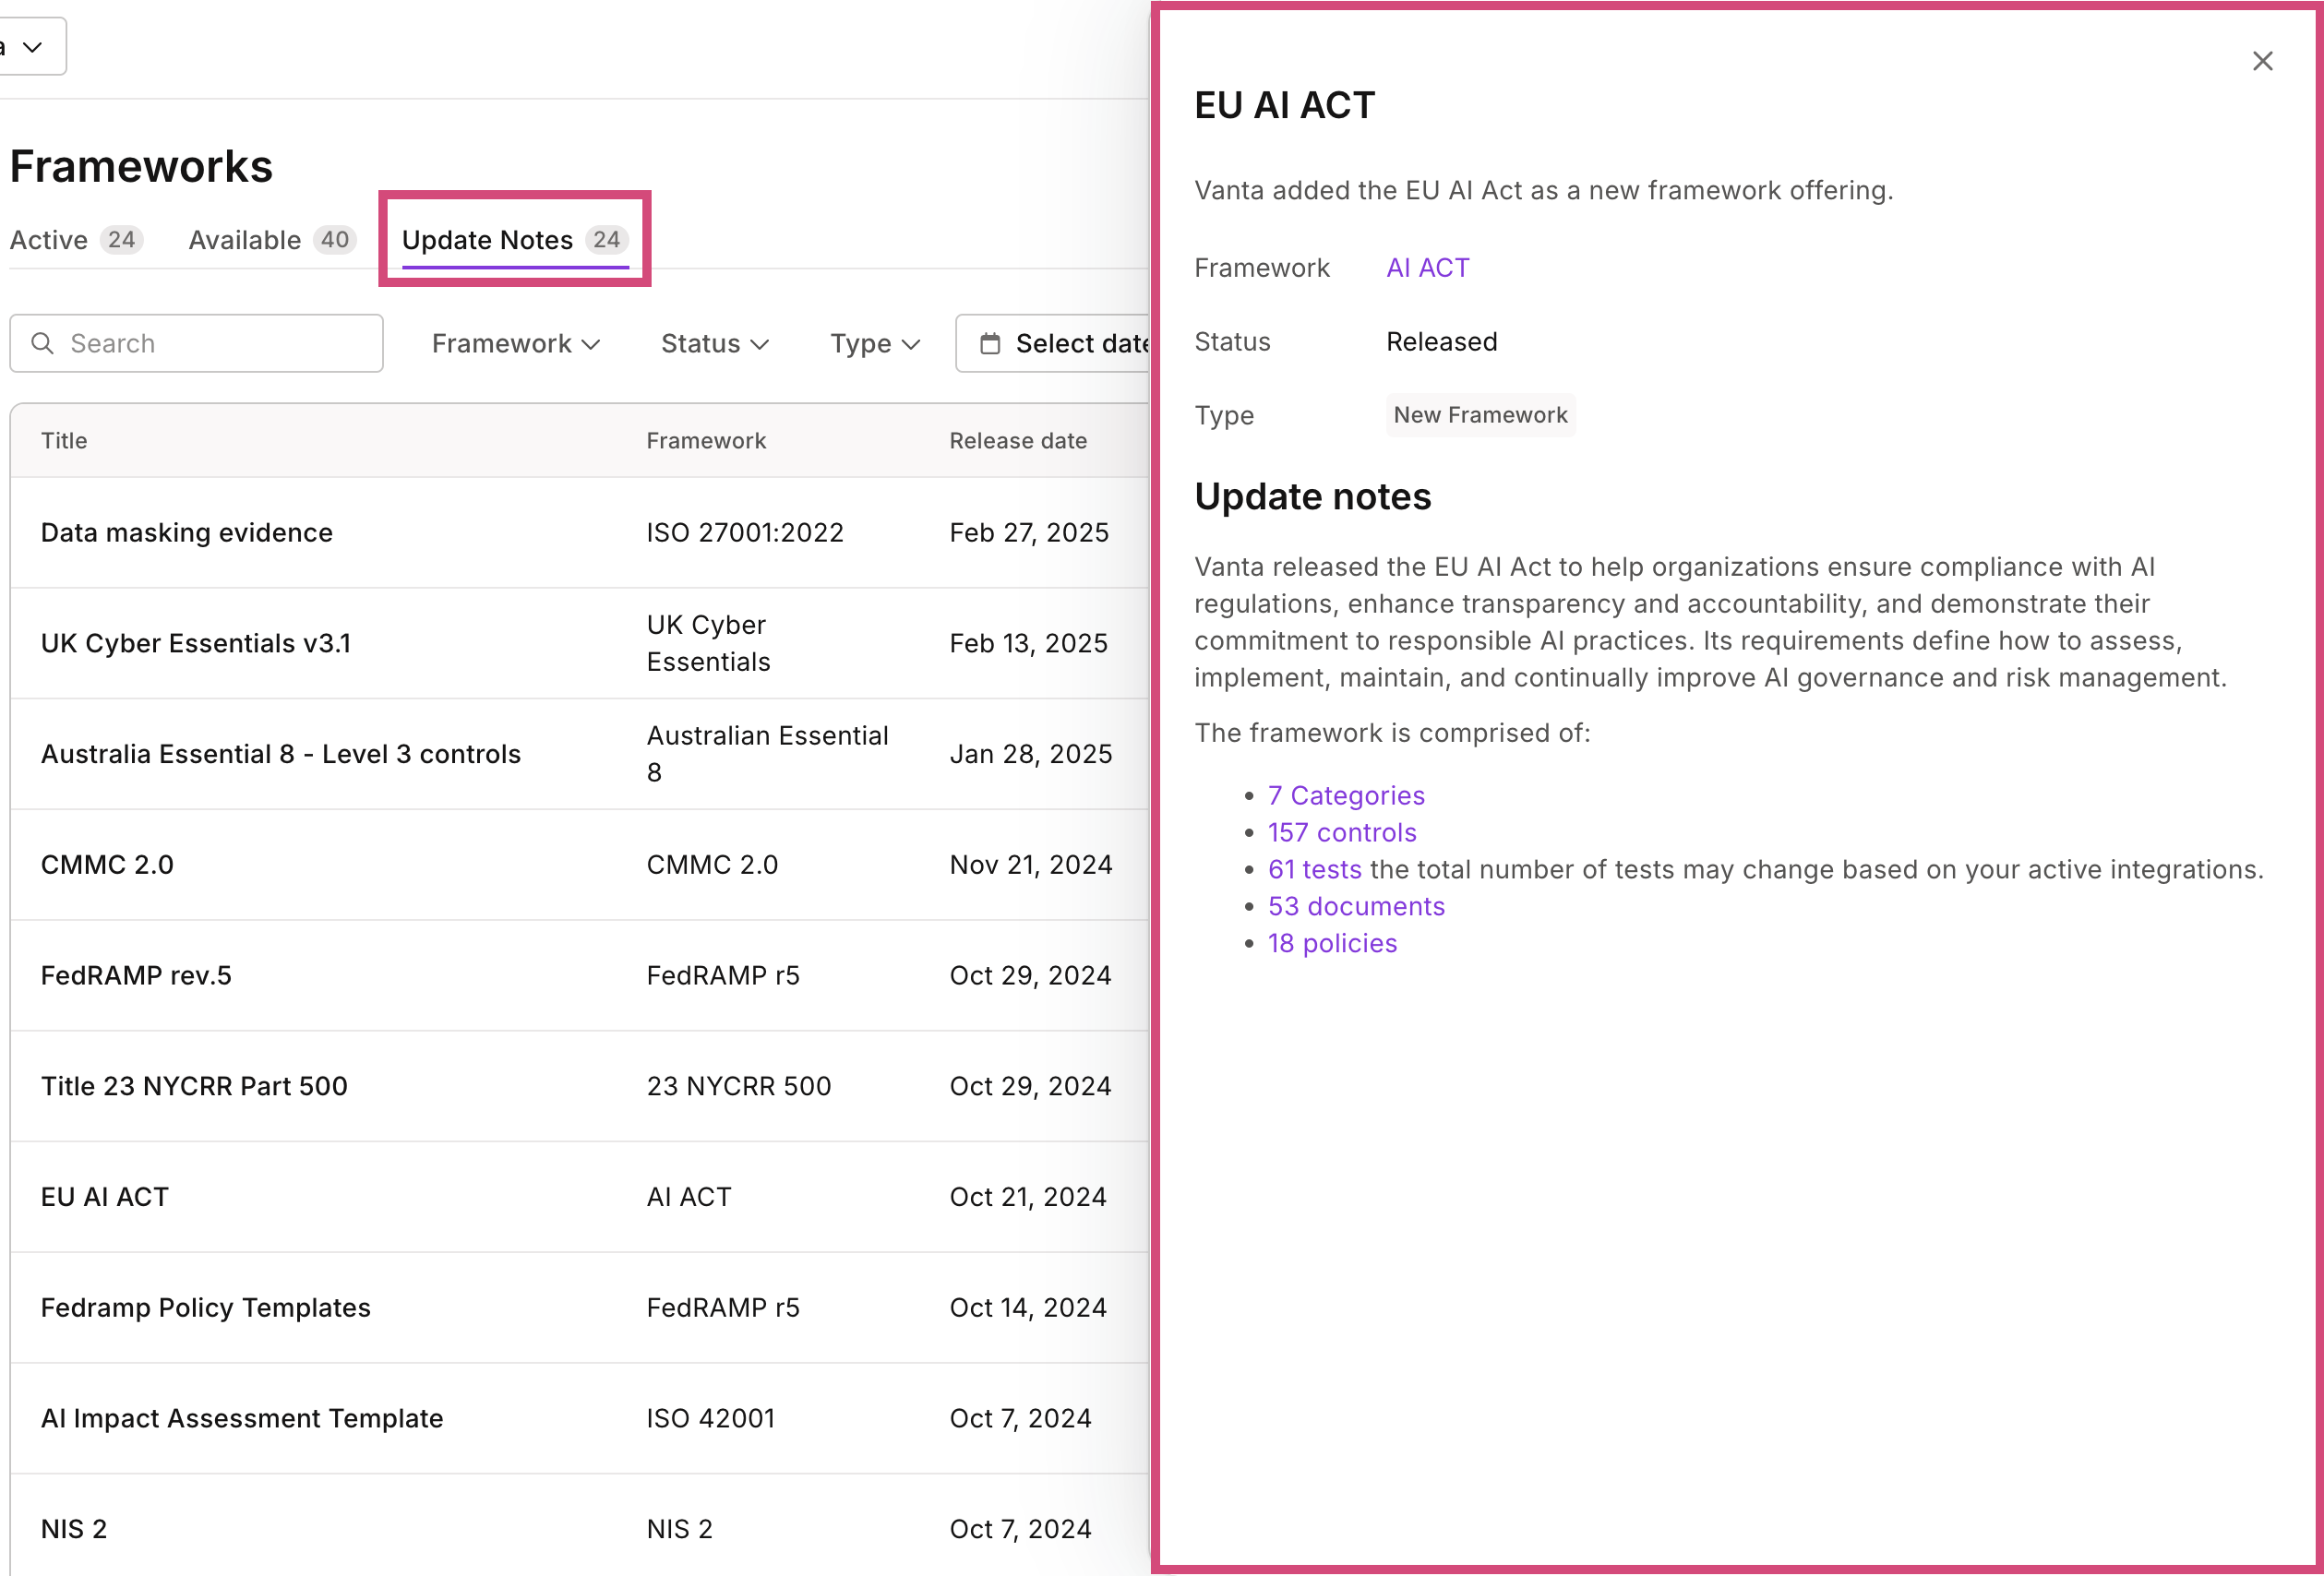 Frameworks
Active 24
Available 40
Update Notes 24
Search
Framework
Status
Type
Select date
Title Framework Release date
Data masking evidence ISO 27001:2022 Feb 27, 2025
UK Cyber Essentials v3.1 UK Cyber Essentials Feb 13, 2025
Australia Essential 8 - Level 3 controls Australian Essential 8 Jan 28, 2025
CMMC 2.0 CMMC 2.0 Nov 21, 2024
FedRAMP rev.5 FedRAMP r5 Oct 29, 2024
Title 23 NYCRR Part 500 23 NYCRR 500 Oct 29, 2024
EU AI ACT AI ACT Oct 21, 2024
Fedramp Policy Templates FedRAMP r5 Oct 14, 2024
AI Impact Assessment Template ISO 42001 Oct 7, 2024
NIS 2 NIS 2 Oct 7, 2024
EU AI ACT
Vanta added the EU AI Act as a new framework offering.
Framework AI ACT
Status Released
Type New Framework
Update notes
Vanta released the EU AI Act to help organizations ensure compliance with AI
regulations, enhance transparency and accountability, and demonstrate their
commitment to responsible AI practices. Its requirements define how to assess,
implement, maintain, and continually improve AI governance and risk management.
The framework is comprised of:
• 7 Categories
• 157 controls
• 61 tests the total number of tests may change based on your active integrations.
• 53 documents
• 18 policies